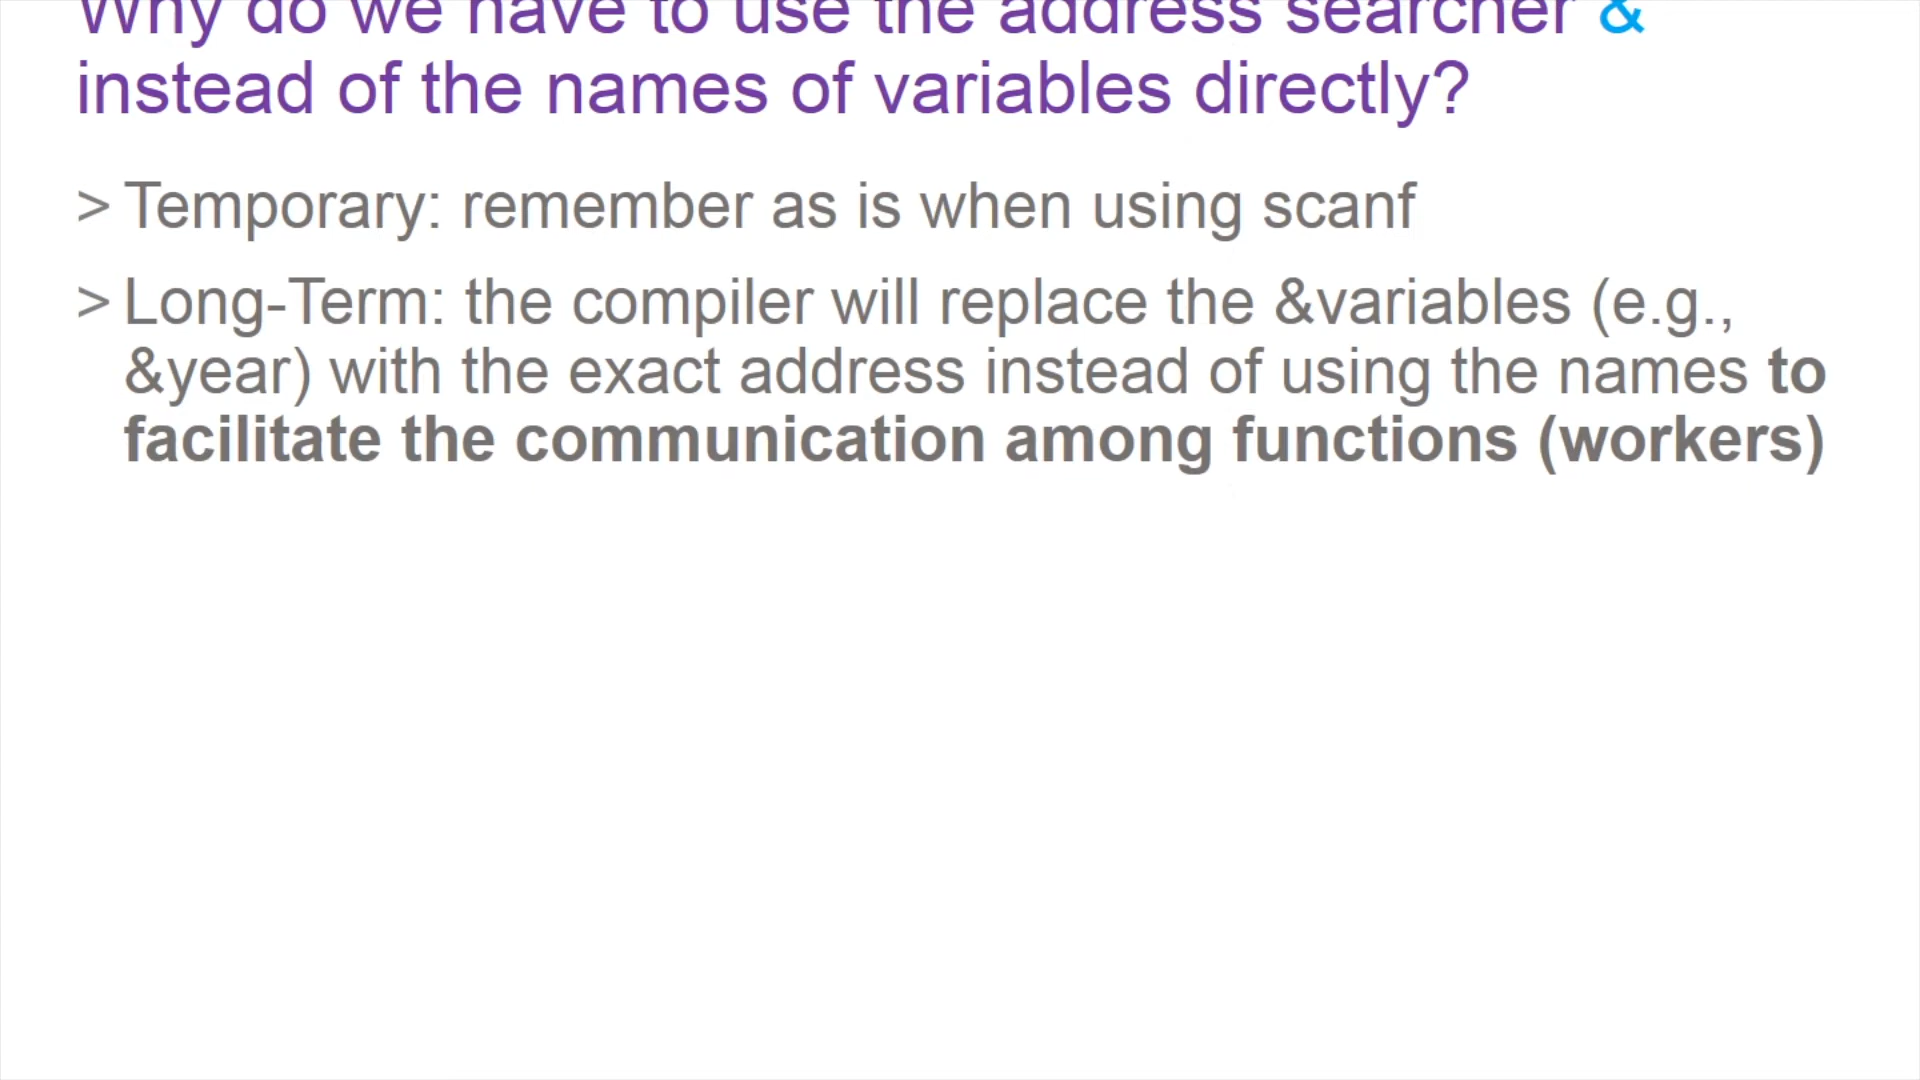 Why do we have to use the address searcher &
instead of the names of variables directly?
> Temporary: remember as is when using scanf
> Long-Term: the compiler will replace the &variables (e.g.,
&year) with the exact address instead of using the names to
facilitate the communication among functions (workers)